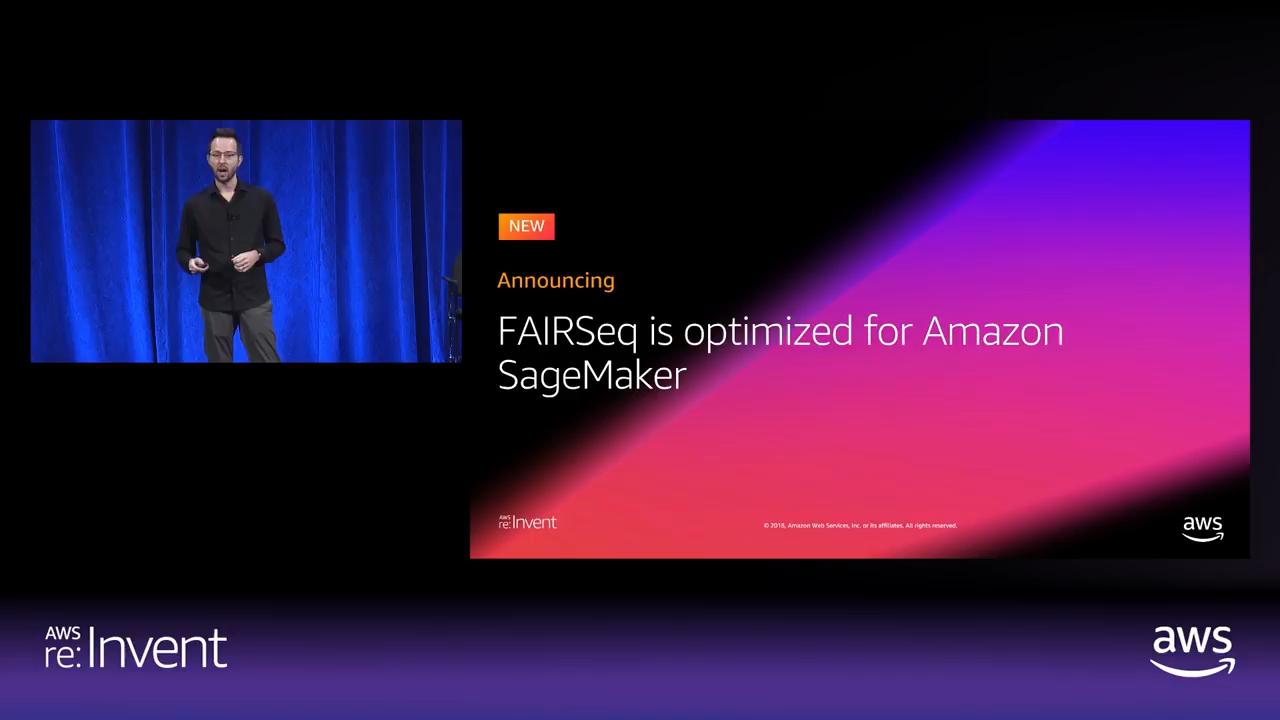 NEW
Announcing
FAIRSeq is optimized for Amazon
SageMaker
AWS
re:Invent
© 2018, Amazon Web Services, Inc. or its affiliates. All rights reserved.
aws
AWS
re:Invent
aws